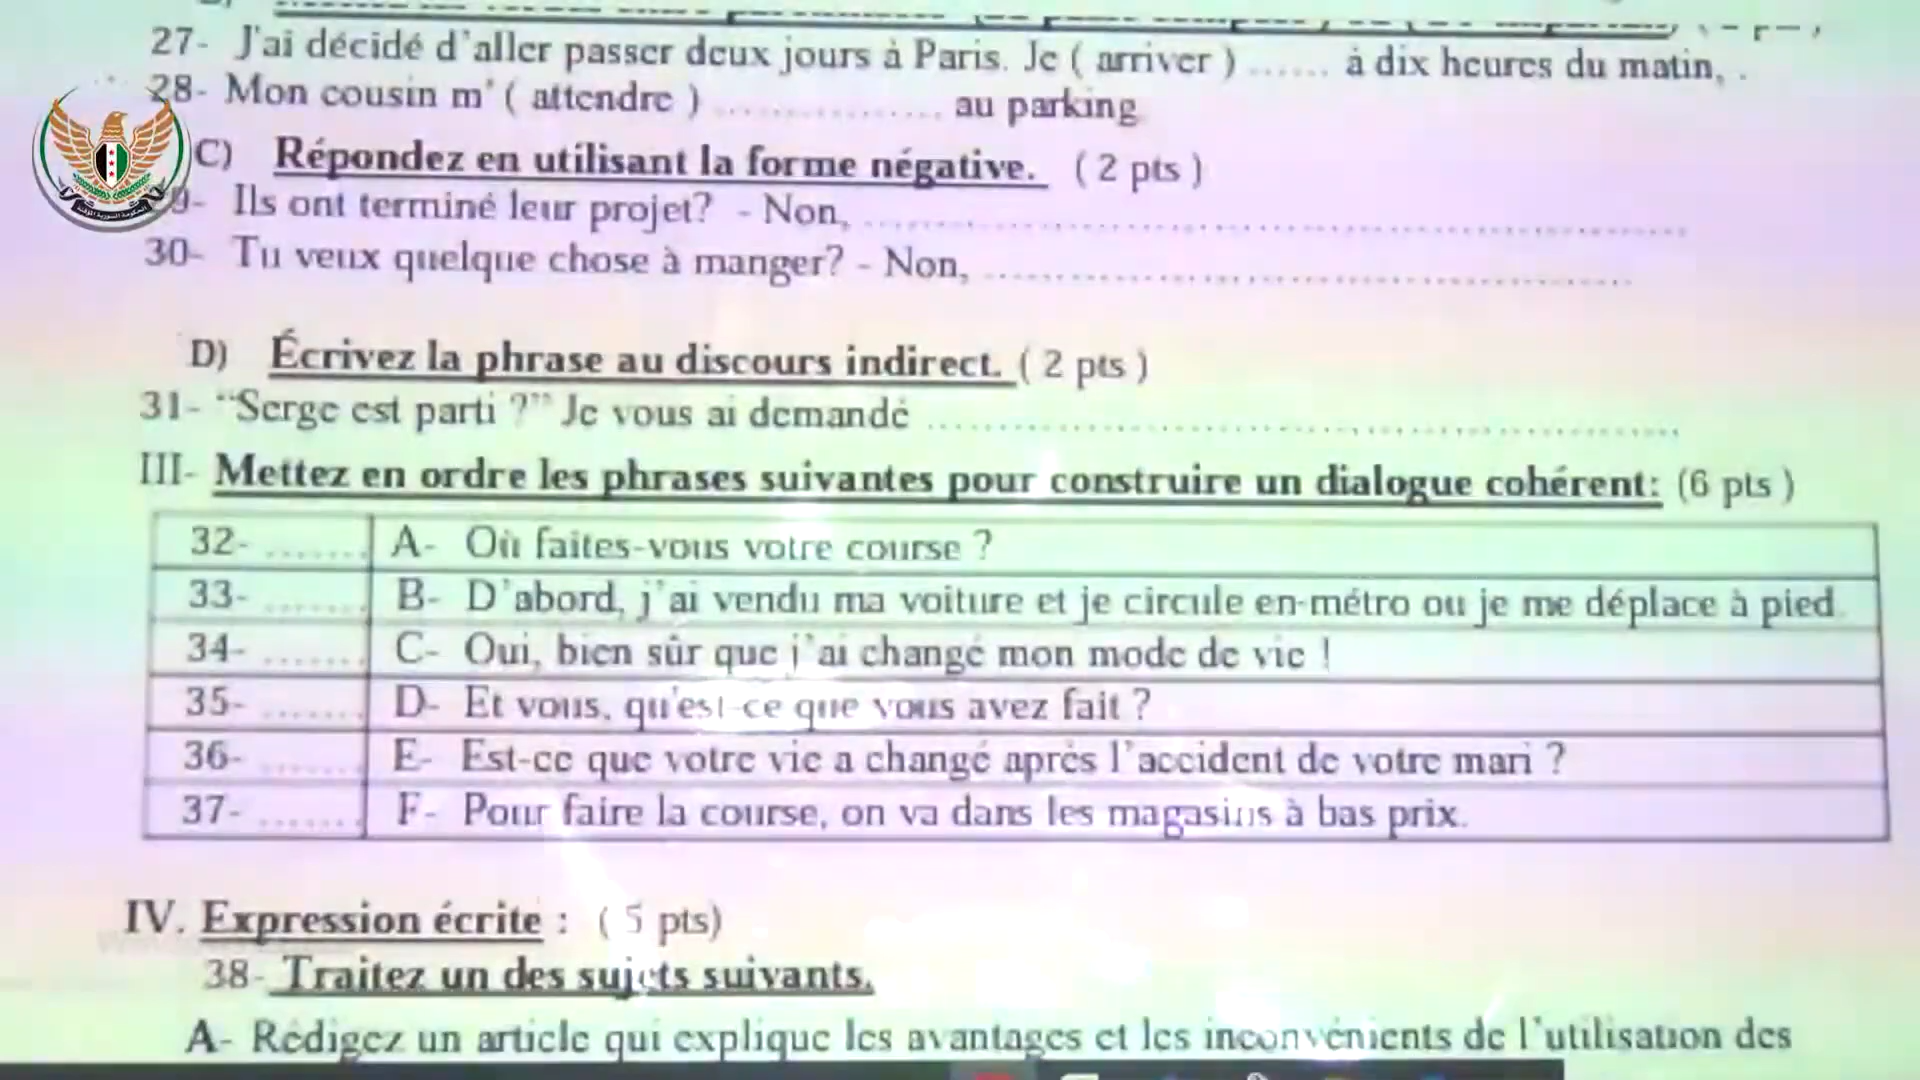 27- J'ai décidé d'aller passer deux jours à Paris. Je ( arriver ) ...... à dix heures du matin, .
28- Mon cousin m' ( attendre ) ................ au parking
C) Répondez en utilisant la forme négative. ( 2 pts )
9- Ils ont terminé leur projet? - Non, ................................................
30- Tu veux quelque chose à manger? - Non, ................................................
D) Écrivez la phrase au discours indirect. ( 2 pts )
31- “Serge est parti ?” Je vous ai demandé ................................................
III- Mettez en ordre les phrases suivantes pour construire un dialogue cohérent: (6 pts )
32- ....... A- Où faites-vous votre course ?
33- ....... B- D'abord, j'ai vendu ma voiture et je circule en-métro ou je me déplace à pied
34- ....... C- Oui, bien sûr que j'ai changé mon mode de vie !
35- ....... D- Et vous, qu'est-ce que vous avez fait ?
36- ....... E- Est-ce que votre vie a changé après l'accident de votre mari ?
37- ....... F- Pour faire la course, on va dans les magasins à bas prix.
IV. Expression écrite : ( 5 pts)
38- Traitez un des sujets suivants.
A- Rédigez un article qui explique les avantages et les inconvénients de l'utilisation des